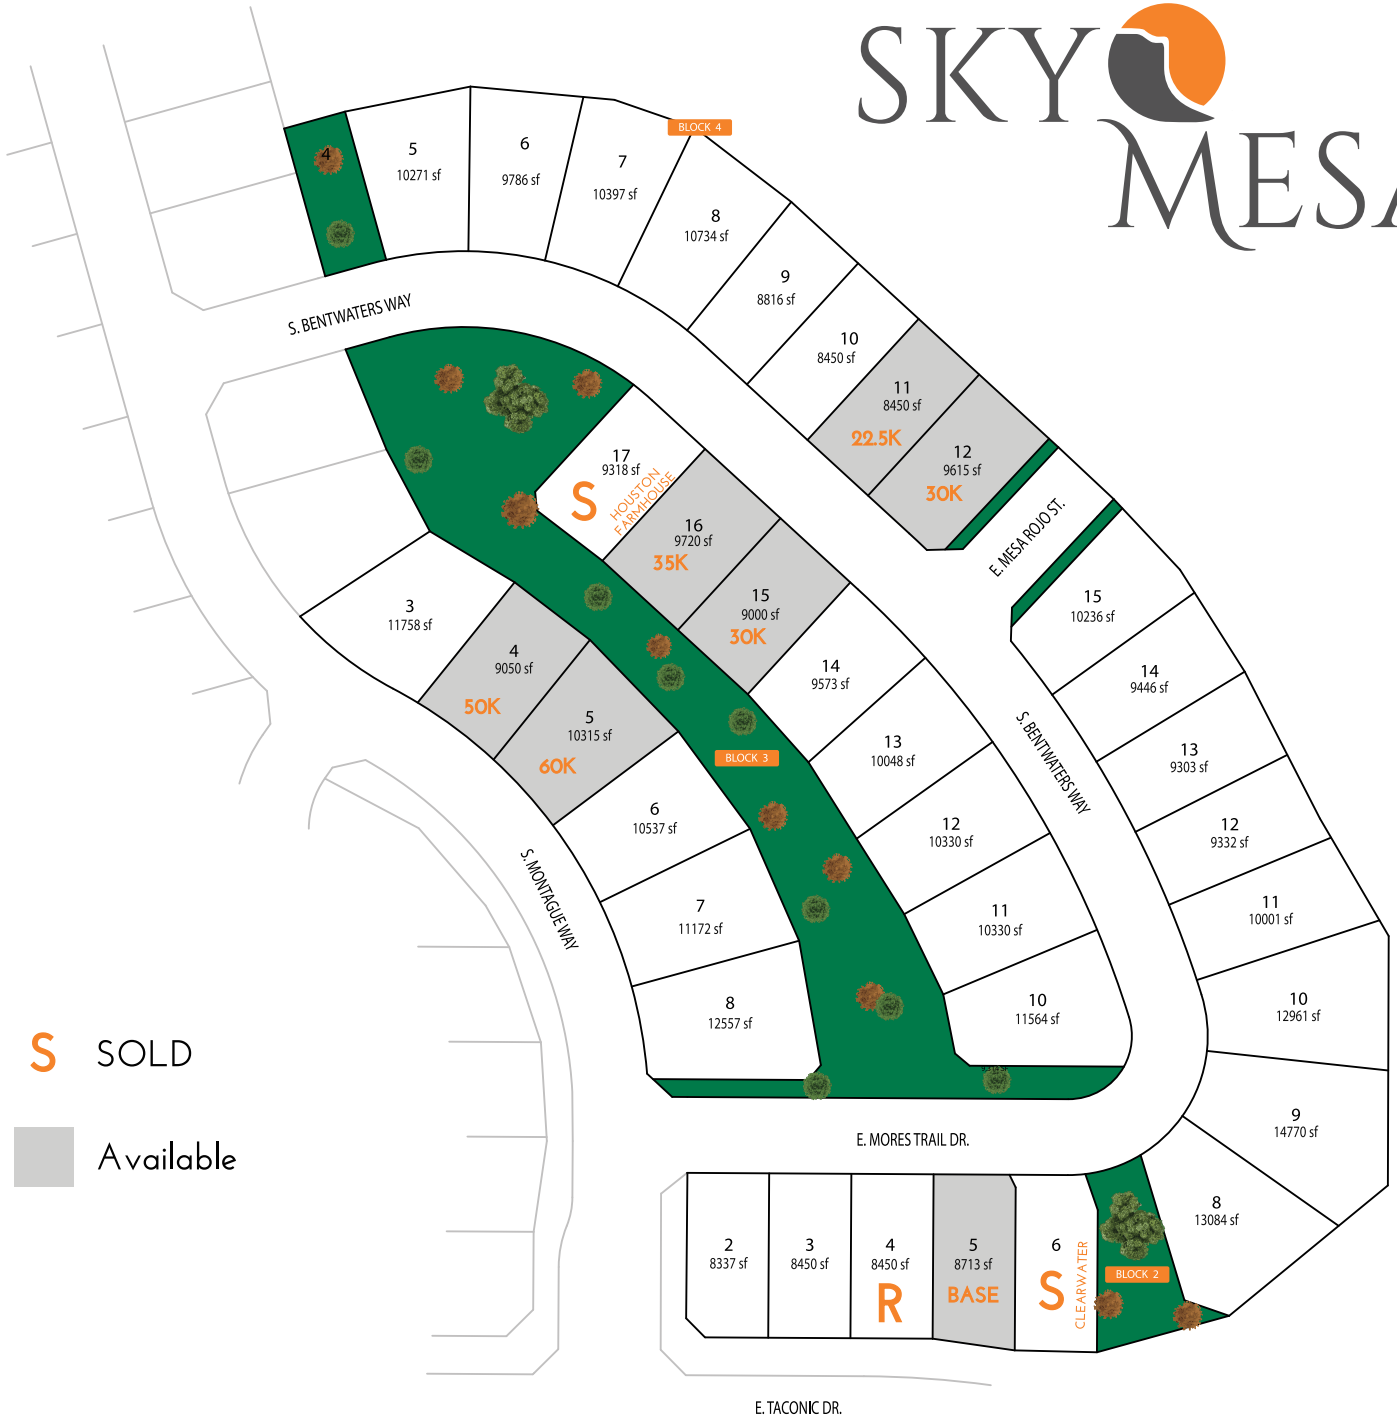 SKY
MESA
BLOCK 4
4
5
10271 sf
6
9786 sf
7
10397 sf
8
10734 sf
9
8816 sf
10
8450 sf
11
8450 sf
22.5K
12
9615 sf
30K
S. BENTWATERS WAY
E. MESA ROJO ST.
17
9318 sf
S
HOUSTON
FARMHOUSE
16
9720 sf
35K
15
9000 sf
30K
14
9573 sf
13
10048 sf
12
10330 sf
11
10330 sf
10
11564 sf
3
11758 sf
4
9050 sf
50K
5
10315 sf
60K
6
10537 sf
7
11172 sf
8
12557 sf
BLOCK 3
S. MONTAGUE WAY
S. BENTWATERS WAY
15
10236 sf
14
9446 sf
13
9303 sf
12
9332 sf
11
10001 sf
10
12961 sf
9
14770 sf
8
13084 sf
E. MORES TRAIL DR.
2
8337 sf
3
8450 sf
4
8450 sf
R
5
8713 sf
BASE
6
S
CLEARWATER
BLOCK 2
E. TACONIC DR.
S SOLD
Available